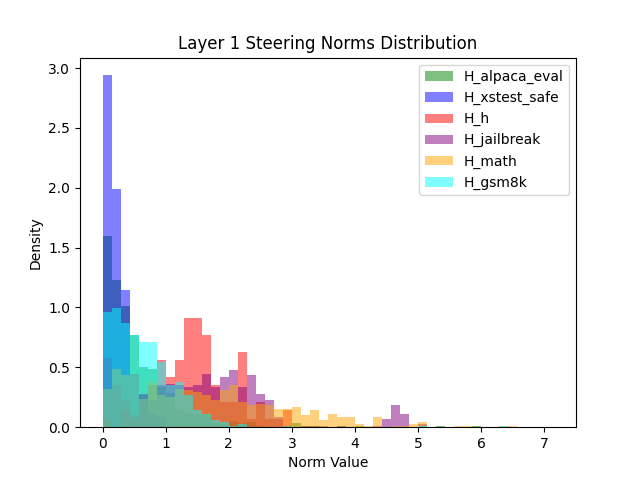 Layer 1 Steering Norms Distribution
H_alpaca_eval
H_xstest_safe
H_h
H_jailbreak
H_math
H_gsm8k
3.0
2.5
2.0
1.5
1.0
0.5
0.0
Density
0 1 2 3 4 5 6 7
Norm Value